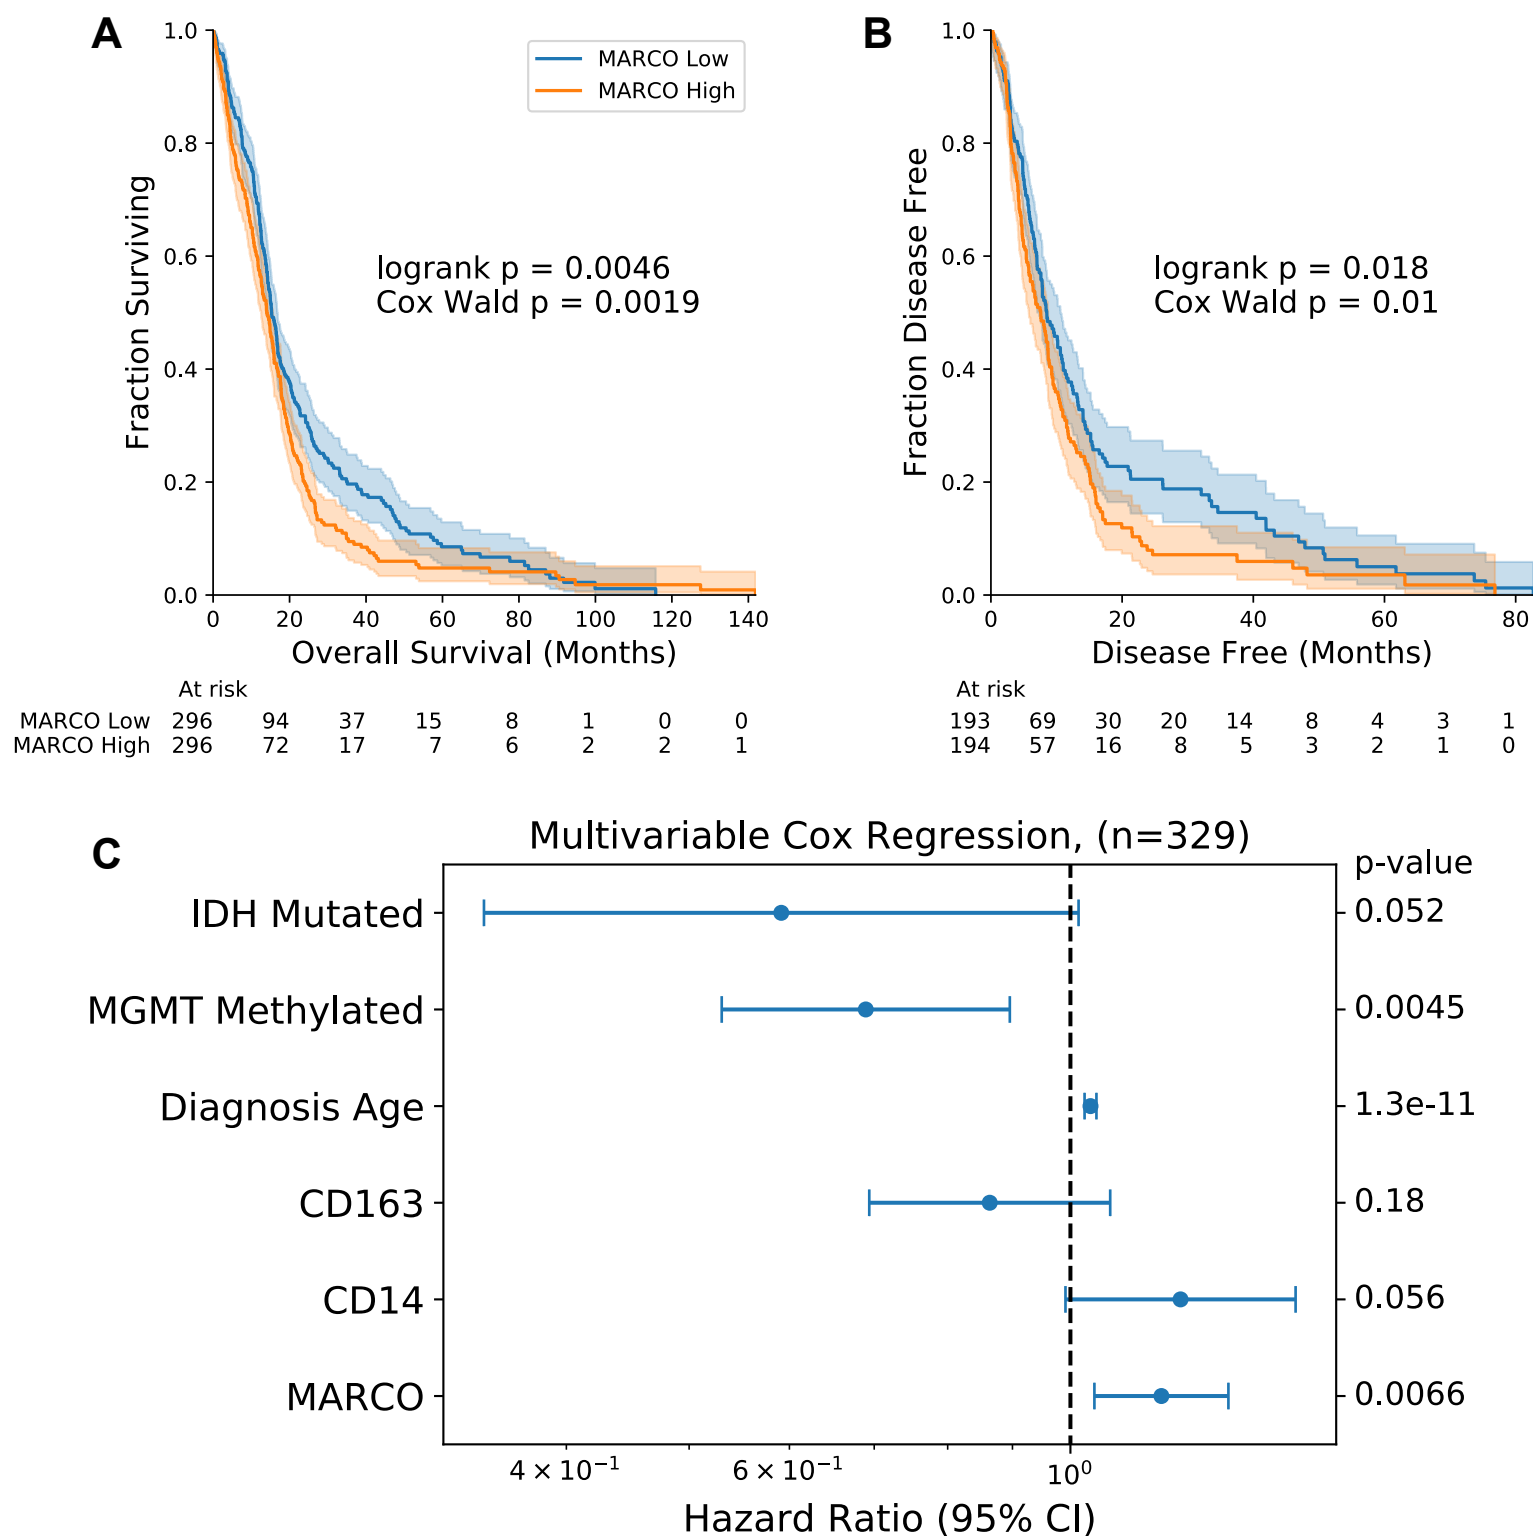 A
1.0
0.8
0.6
0.4
0.2
0.0
Fraction Surviving
MARCO Low
MARCO High
logrank p = 0.0046
Cox Wald p = 0.0019
0 20 40 60 80 100 120 140
Overall Survival (Months)
At risk
MARCO Low 296 94 37 15 8 1 0 0
MARCO High 296 72 17 7 6 2 2 1
B
1.0
0.8
0.6
0.4
0.2
0.0
Fraction Disease Free
logrank p = 0.018
Cox Wald p = 0.01
0 20 40 60 80
Disease Free (Months)
At risk
193 69 30 20 14 8 4 3 1
194 57 16 8 5 3 2 1 0
C
Multivariable Cox Regression, (n=329)
p-value
IDH Mutated 0.052
MGMT Methylated 0.0045
Diagnosis Age 1.3e-11
CD163 0.18
CD14 0.056
MARCO 0.0066
4 × 10⁻¹ 6 × 10⁻¹ 10⁰
Hazard Ratio (95% CI)